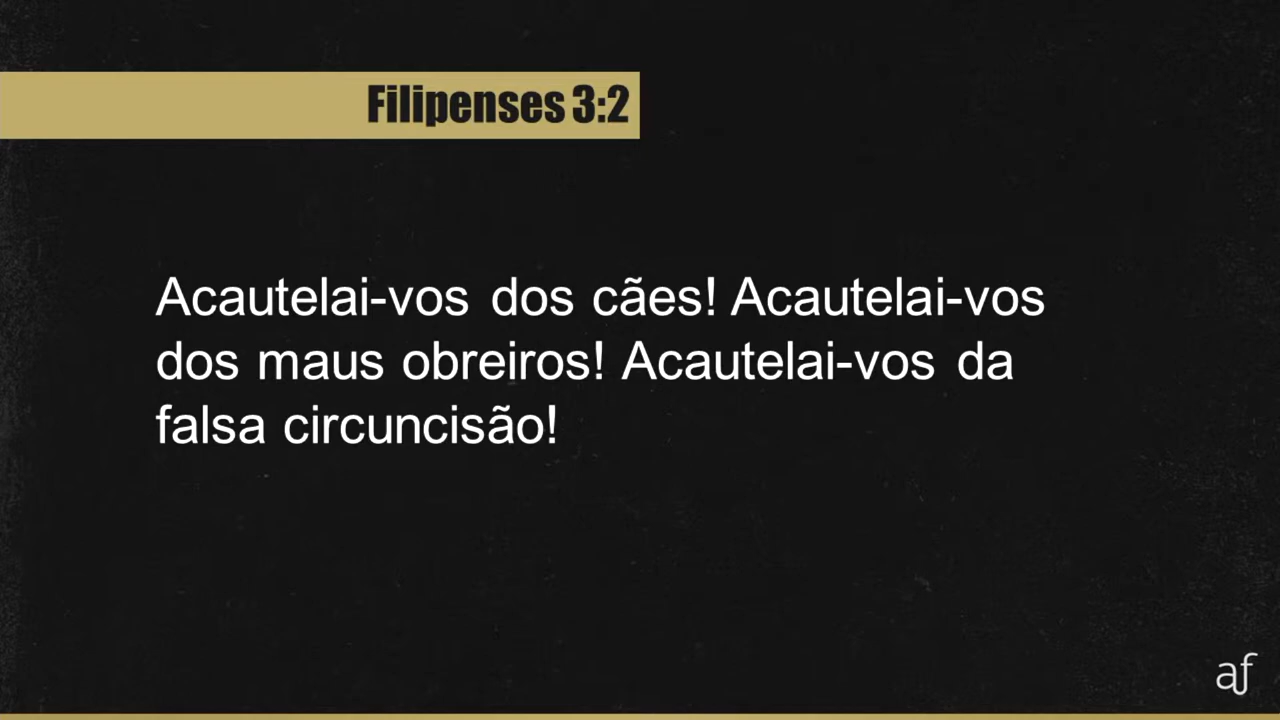 Filipenses 3:2
Acautelai-vos dos cães! Acautelai-vos
dos maus obreiros! Acautelai-vos da
falsa circuncisão!
af